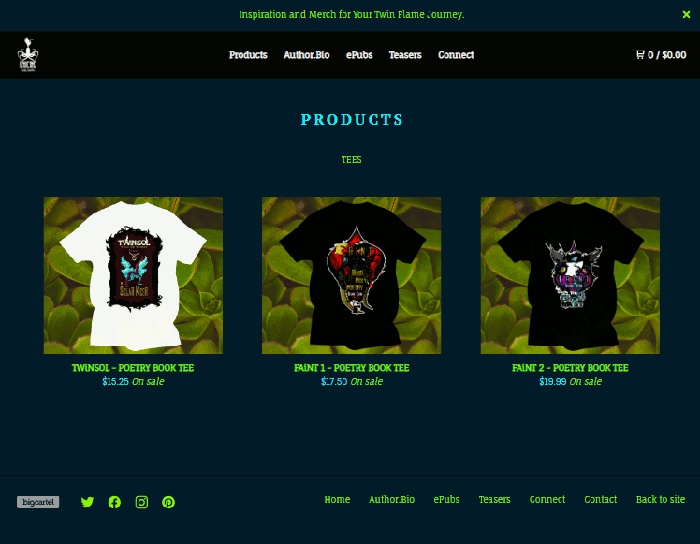 Inspiration and Merch for Your Twin Flame Journey.
Products Author.Bio ePubs Teasers Connect
0 / $0.00
PRODUCTS
TEES
TWiNSOL
TWiNSOL - POETRY BOOK TEE
$15.25 On sale
FAiNT 1 - POETRY BOOK TEE
$17.50 On sale
FAiNT 2 - POETRY BOOK TEE
$19.99 On sale
bigcartel
Home Author.Bio ePubs Teasers Connect Contact Back to site